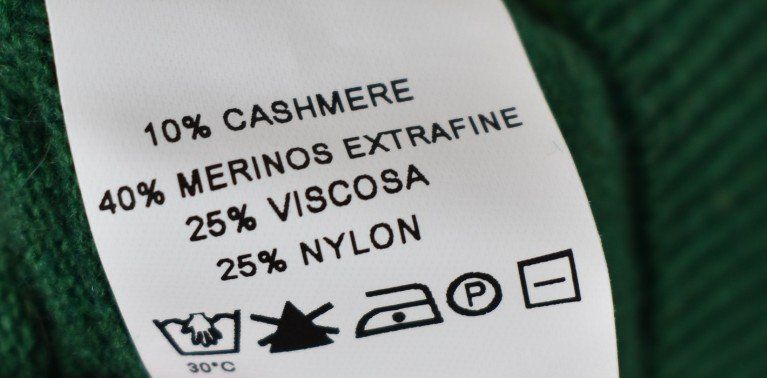 10% CASHMERE
40% MERINOS EXTRAFINE
25% VISCOSA
25% NYLON
P
30°C